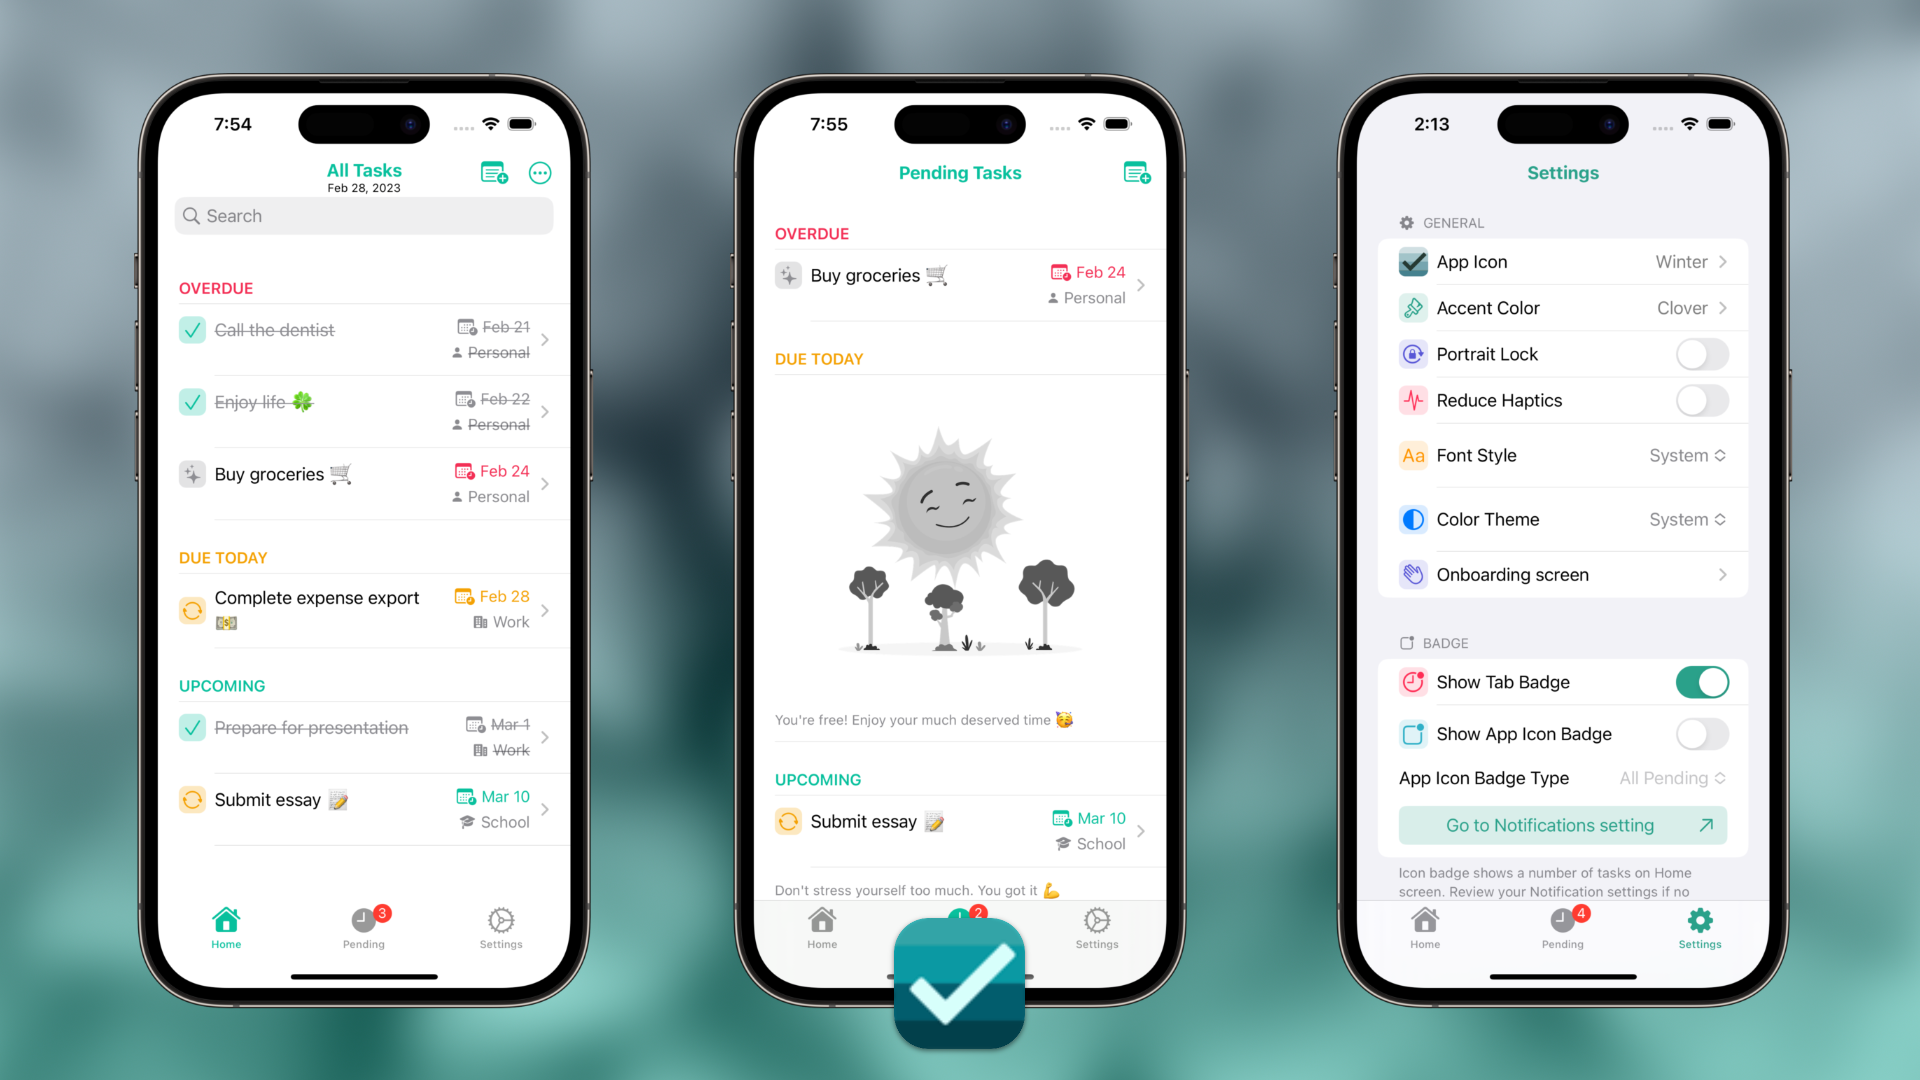 7:54
All Tasks
Feb 28, 2023
Search
OVERDUE
Call the dentist
Feb 21
Personal
Enjoy life 🍀
Feb 22
Personal
Buy groceries 🛒
Feb 24
Personal
DUE TODAY
Complete expense export
💵
Feb 28
Work
UPCOMING
Prepare for presentation
Mar 1
Work
Submit essay 📝
Mar 10
School
3
Home
Pending
Settings
7:55
Pending Tasks
OVERDUE
Buy groceries 🛒
Feb 24
Personal
DUE TODAY
You're free! Enjoy your much deserved time 🥳
UPCOMING
Submit essay 📝
Mar 10
School
Don't stress yourself too much. You got it 💪
2
Home
Settings
2:13
Settings
GENERAL
App Icon
Winter
Accent Color
Clover
Portrait Lock
Reduce Haptics
Aa
Font Style
System
Color Theme
System
Onboarding screen
BADGE
Show Tab Badge
Show App Icon Badge
App Icon Badge Type
All Pending
Go to Notifications setting
Icon badge shows a number of tasks on Home
screen. Review your Notification settings if no
4
Home
Pending
Settings